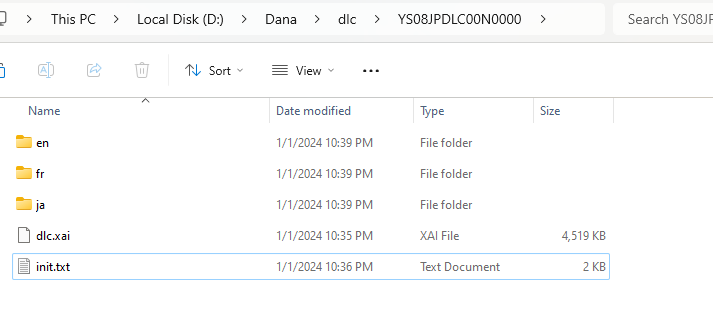 This PC > Local Disk (D:) > Dana > dlc > YS08JPDLC00N0000 > Search YS08JP
Sort View ...
Name Date modified Type Size
en 1/1/2024 10:39 PM File folder
fr 1/1/2024 10:39 PM File folder
ja 1/1/2024 10:39 PM File folder
dlc.xai 1/1/2024 10:35 PM XAI File 4,519 KB
init.txt 1/1/2024 10:36 PM Text Document 2 KB